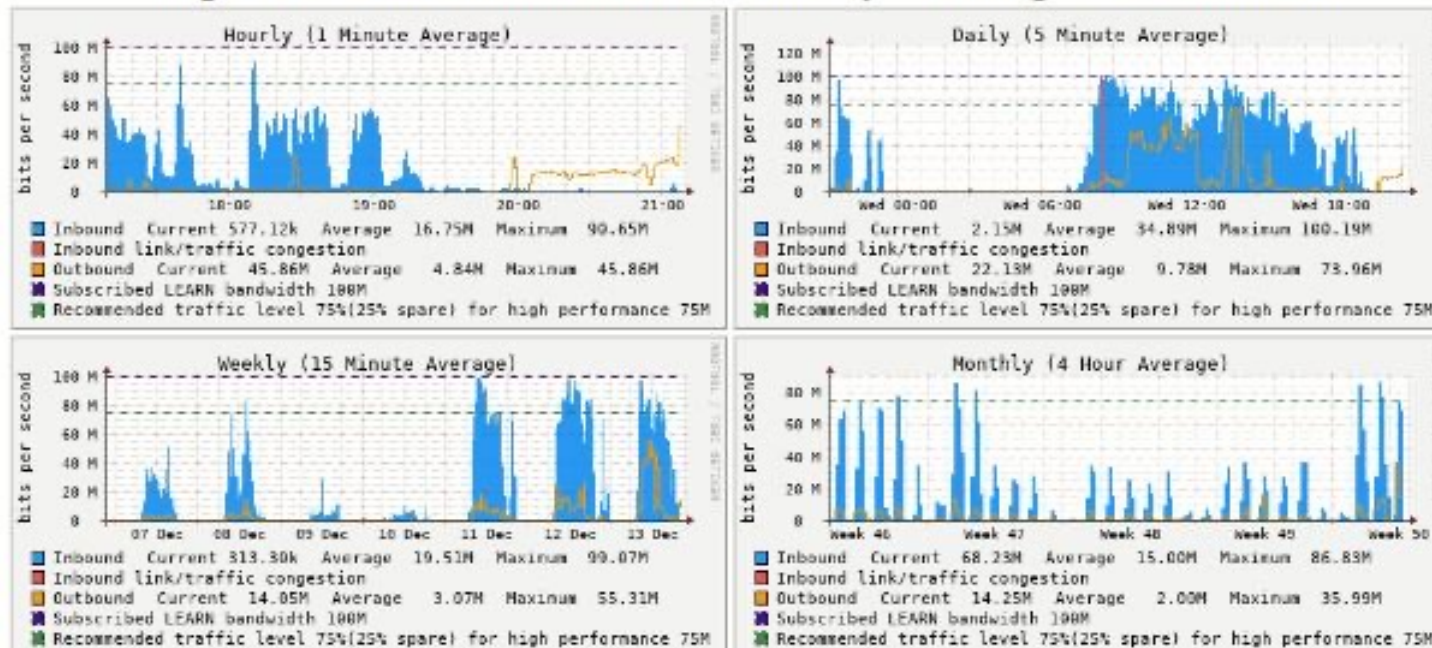 Hourly (1 Minute Average)
bits per second
100 M
80 M
60 M
40 M
20 M
0
18:00 19:00 20:00 21:00
Inbound Current 577.12k Average 16.75M Maximum 90.65M
Inbound link/traffic congestion
Outbound Current 45.86M Average 4.84M Maximum 45.86M
Subscribed LEARN bandwidth 100M
Recommended traffic level 75%(25% spare) for high performance 75M
Daily (5 Minute Average)
bits per second
120 M
100 M
80 M
60 M
40 M
20 M
0
Wed 00:00 Wed 06:00 Wed 12:00 Wed 18:00
Inbound Current 2.15M Average 34.89M Maximum 100.19M
Inbound link/traffic congestion
Outbound Current 22.13M Average 9.78M Maximum 73.96M
Subscribed LEARN bandwidth 100M
Recommended traffic level 75%(25% spare) for high performance 75M
Weekly (15 Minute Average)
bits per second
100 M
80 M
60 M
40 M
20 M
0
07 Dec 08 Dec 09 Dec 10 Dec 11 Dec 12 Dec 13 Dec
Inbound Current 313.30k Average 19.51M Maximum 99.07M
Inbound link/traffic congestion
Outbound Current 14.05M Average 3.07M Maximum 55.31M
Subscribed LEARN bandwidth 100M
Recommended traffic level 75%(25% spare) for high performance 75M
Monthly (4 Hour Average)
bits per second
80 M
60 M
40 M
20 M
0
Week 46 Week 47 Week 48 Week 49 Week 50
Inbound Current 68.23M Average 15.00M Maximum 86.83M
Inbound link/traffic congestion
Outbound Current 14.25M Average 2.00M Maximum 35.99M
Subscribed LEARN bandwidth 100M
Recommended traffic level 75%(25% spare) for high performance 75M